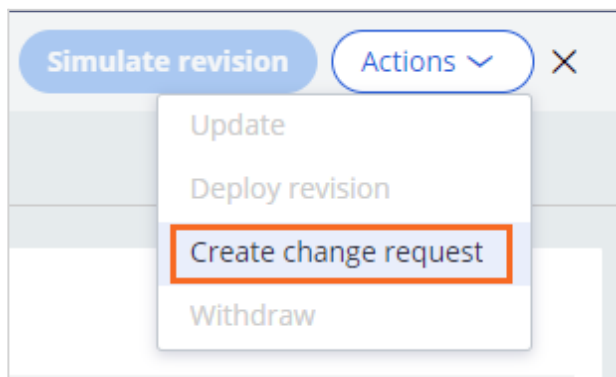 Simulate revision
Actions
Update
Deploy revision
Create change request
Withdraw